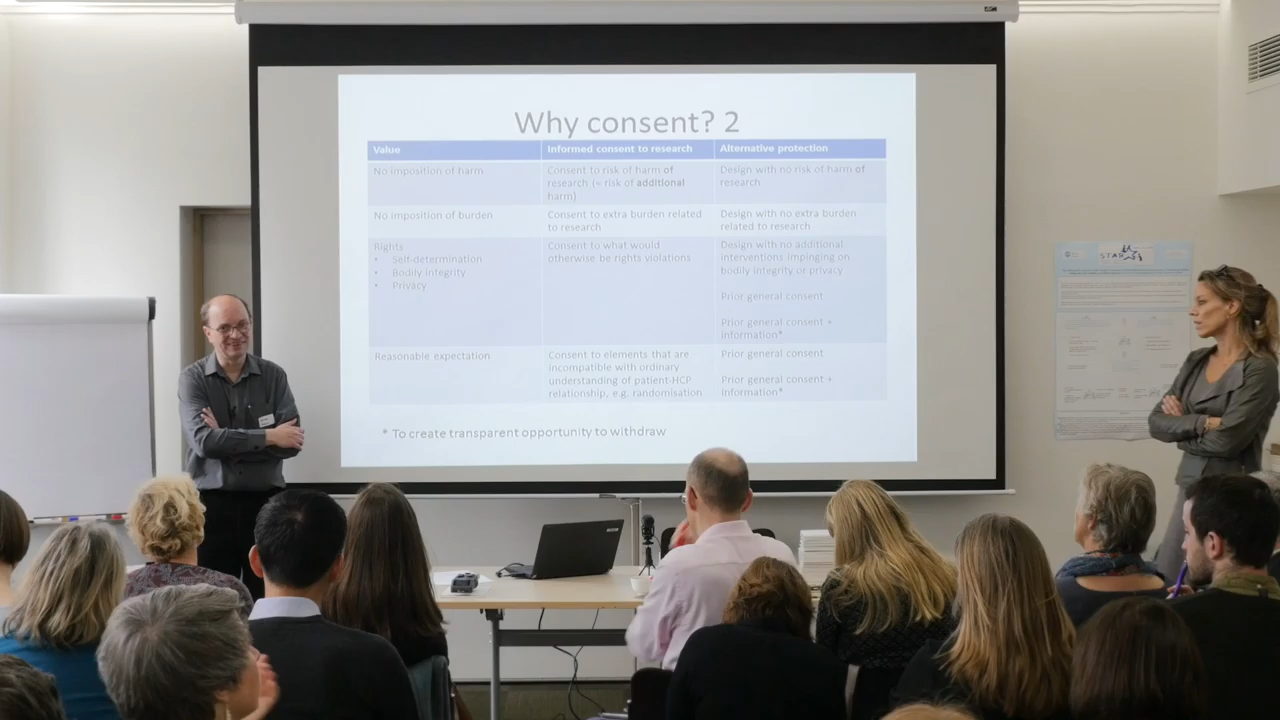 Why consent? 2
Value Informed consent to research Alternative protection
No imposition of harm Consent to risk of harm of Design with no risk of harm of
research (= risk of additional research
harm)
No imposition of burden Consent to extra burden related Design with no extra burden
to research related to research
Rights Consent to what would Design with no additional
• Self-determination otherwise be rights violations interventions impinging on
• Bodily integrity bodily integrity or privacy
• Privacy
Prior general consent
Prior general consent +
information*
Reasonable expectation Consent to elements that are Prior general consent
incompatible with ordinary
understanding of patient-HCP Prior general consent +
relationship, e.g. randomisation information*
* To create transparent opportunity to withdraw
STAR